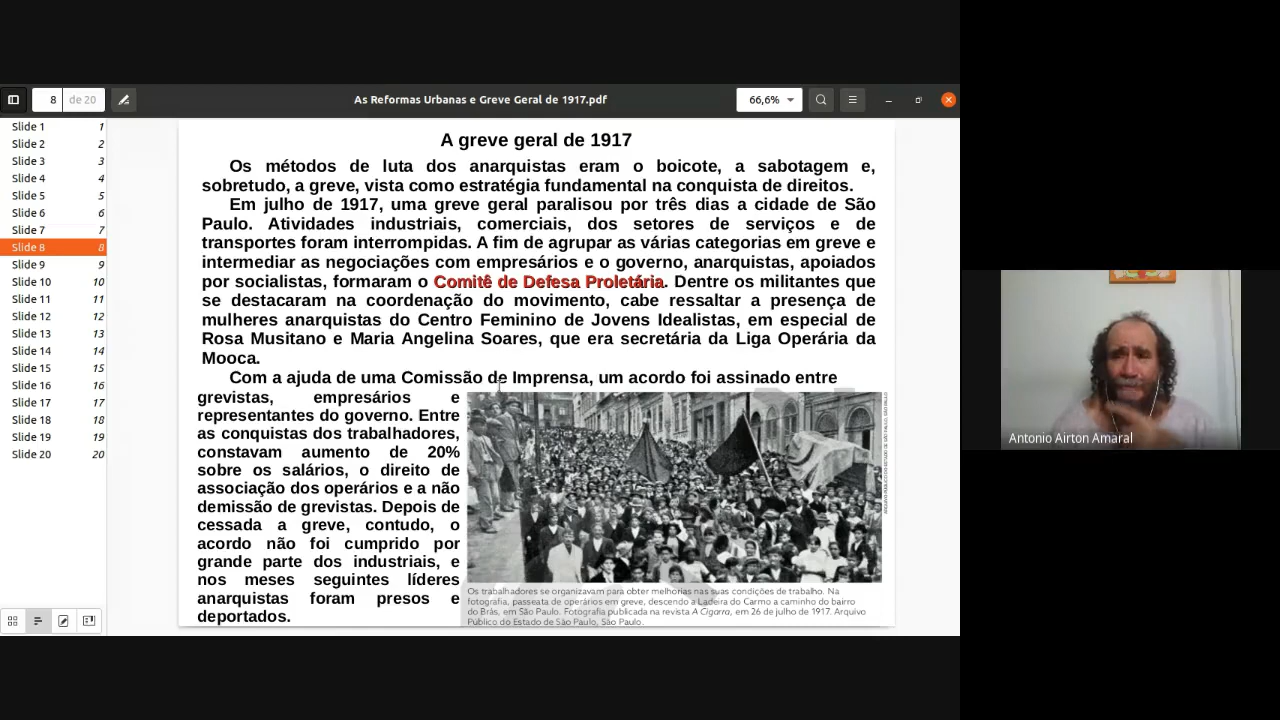 8 de 20
As Reformas Urbanas e Greve Geral de 1917.pdf
66,6%
Slide 1 1
Slide 2 2
Slide 3 3
Slide 4 4
Slide 5 5
Slide 6 6
Slide 7 7
Slide 8 8
Slide 9 9
Slide 10 10
Slide 11 11
Slide 12 12
Slide 13 13
Slide 14 14
Slide 15 15
Slide 16 16
Slide 17 17
Slide 18 18
Slide 19 19
Slide 20 20
A greve geral de 1917
Os métodos de luta dos anarquistas eram o boicote, a sabotagem e,
sobretudo, a greve, vista como estratégia fundamental na conquista de direitos.
Em julho de 1917, uma greve geral paralisou por três dias a cidade de São
Paulo. Atividades industriais, comerciais, dos setores de serviços e de
transportes foram interrompidas. A fim de agrupar as várias categorias em greve e
intermediar as negociações com empresários e o governo, anarquistas, apoiados
por socialistas, formaram o Comitê de Defesa Proletária. Dentre os militantes que
se destacaram na coordenação do movimento, cabe ressaltar a presença de
mulheres anarquistas do Centro Feminino de Jovens Idealistas, em especial de
Rosa Musitano e Maria Angelina Soares, que era secretária da Liga Operária da
Mooca.
Com a ajuda de uma Comissão de Imprensa, um acordo foi assinado entre
grevistas, empresários e
representantes do governo. Entre
as conquistas dos trabalhadores,
constavam aumento de 20%
sobre os salários, o direito de
associação dos operários e a não
demissão de grevistas. Depois de
cessada a greve, contudo, o
acordo não foi cumprido por
grande parte dos industriais, e
nos meses seguintes líderes
anarquistas foram presos e
deportados.
Os trabalhadores se organizavam para obter melhorias nas suas condições de trabalho. Na
fotografia, passeata de operários em greve, descendo a Ladeira do Carmo a caminho do bairro
do Brás, em São Paulo. Fotografia publicada na revista A Cigarra, em 26 de julho de 1917. Arquivo
Público do Estado de São Paulo, São Paulo.
Antonio Airton Amaral